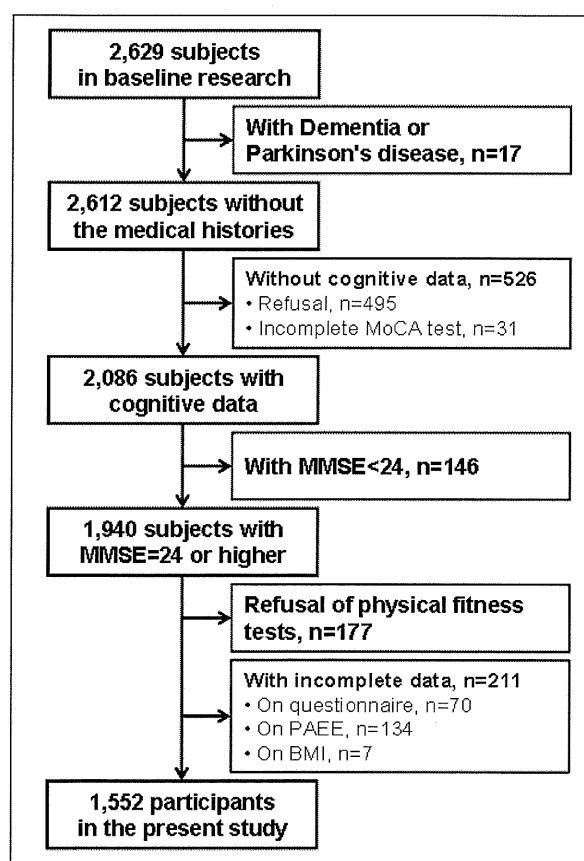 2,629 subjects
in baseline research
With Dementia or
Parkinson's disease, n=17
2,612 subjects without
the medical histories
Without cognitive data, n=526
• Refusal, n=495
• Incomplete MoCA test, n=31
2,086 subjects with
cognitive data
With MMSE<24, n=146
1,940 subjects with
MMSE=24 or higher
Refusal of physical fitness
tests, n=177
With incomplete data, n=211
• On questionnaire, n=70
• On PAEE, n=134
• On BMI, n=7
1,552 participants
in the present study